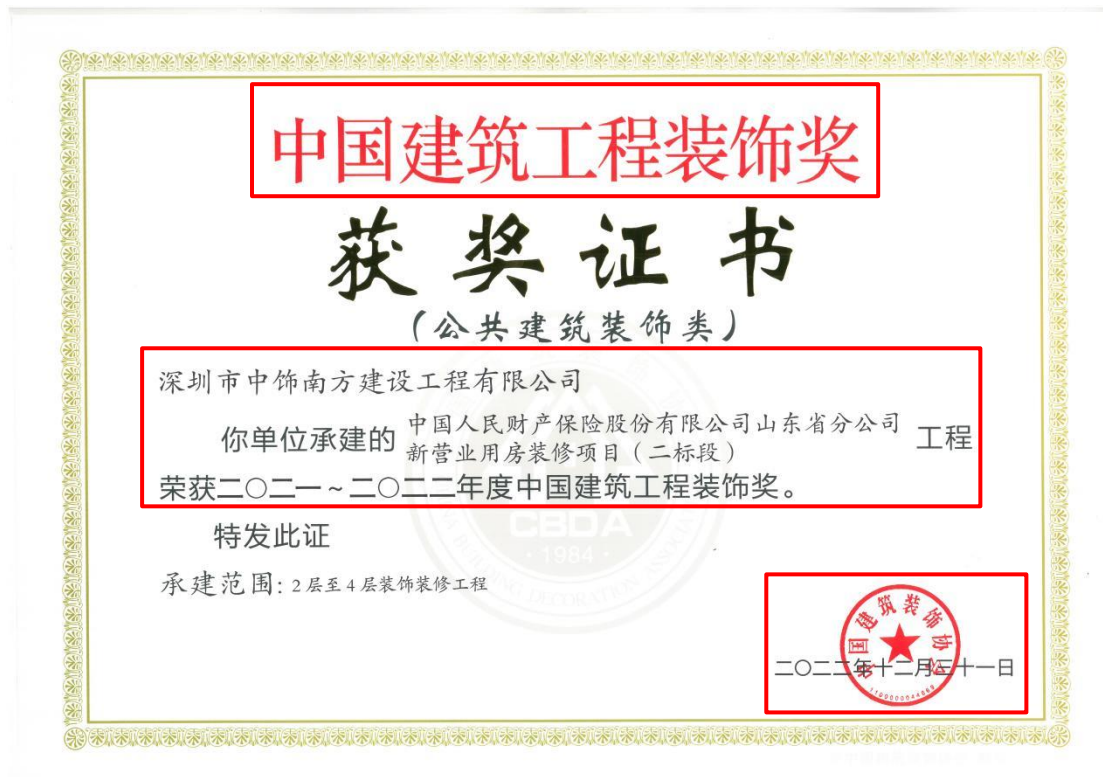 中国建筑工程装饰奖
获奖证书
(公共建筑装饰类)
深圳市中饰南方建设工程有限公司
你单位承建的 中国人民财产保险股份有限公司山东省分公司
新营业用房装修项目(二标段) 工程
荣获二〇二一~二〇二二年度中国建筑工程装饰奖。
特发此证
CBDA
·1984·
承建范围:2层至4层装饰装修工程
中国建筑装饰协会
二〇二二年十二月三十一日